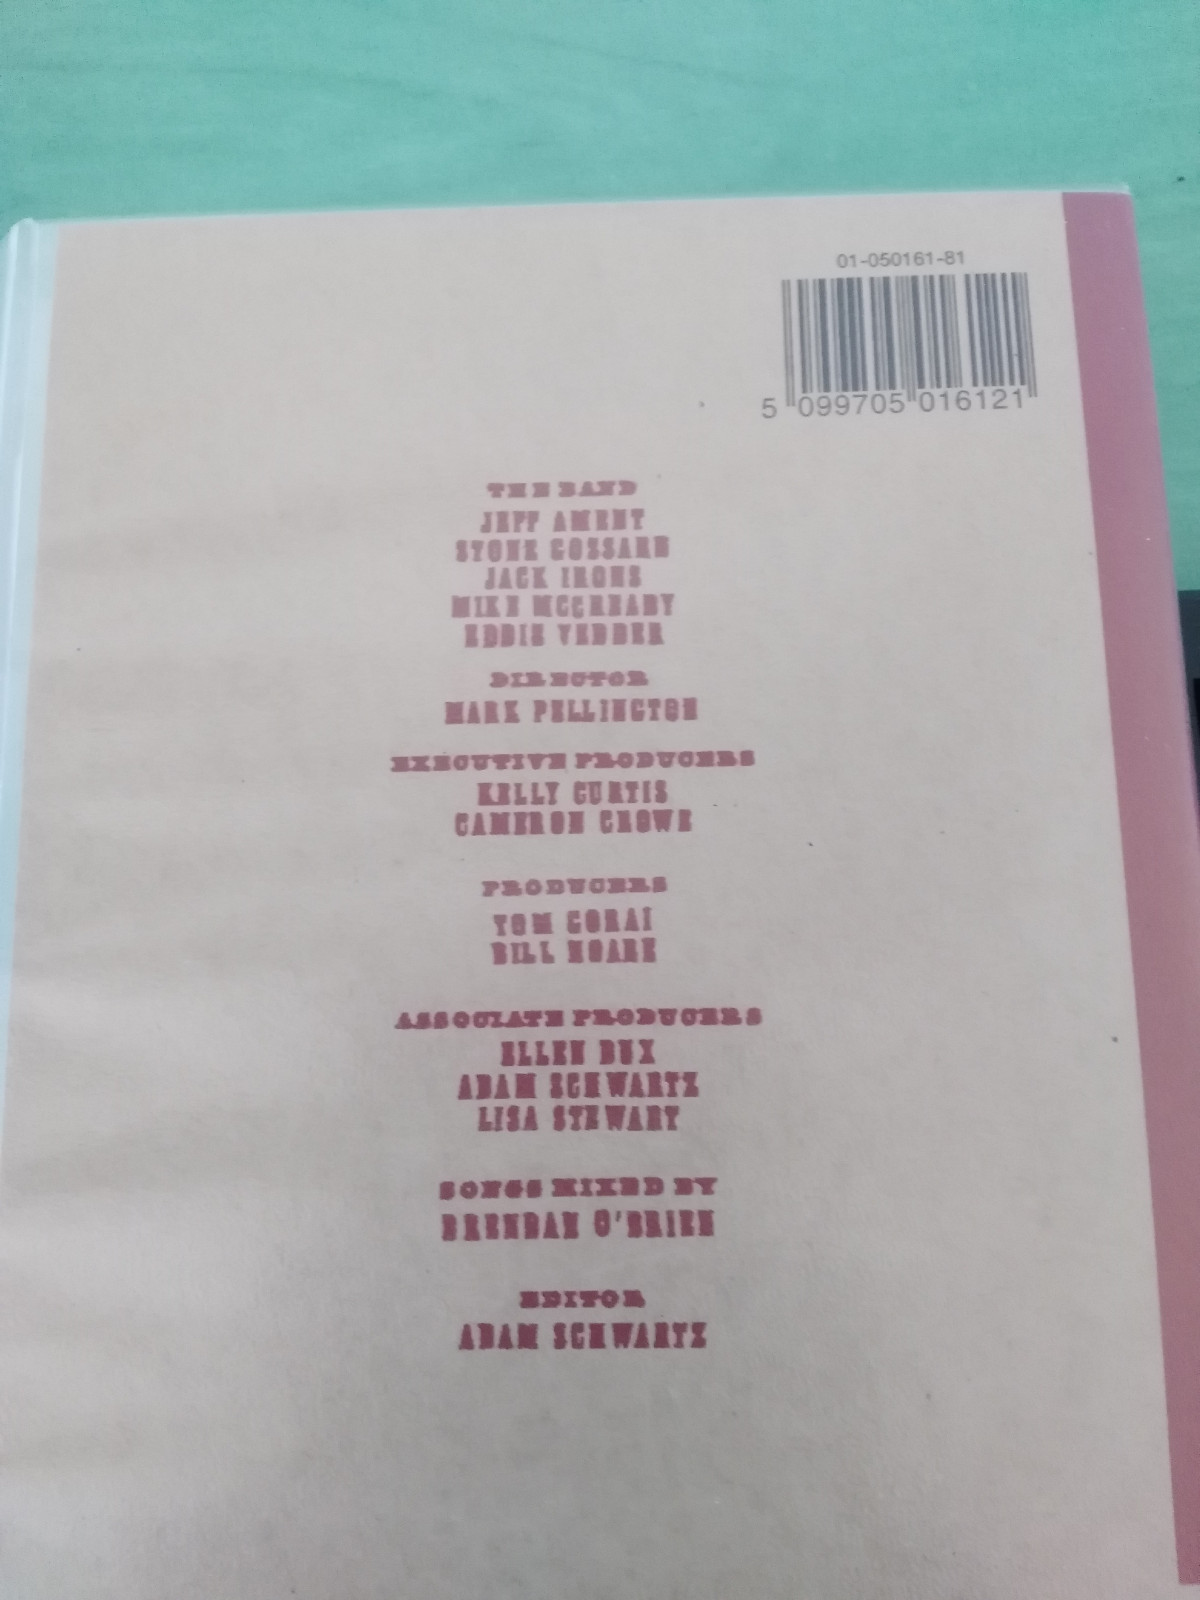 01-050161-81
5 099705 016121
THE BAND
JEFF AMENT
STONE GOSSARD
JACK IRONS
MIKE MCCREADY
EDDIE VEDDER
DIRECTOR
MARK PELLINGTON
EXECUTIVE PRODUCERS
KELLY CURTIS
CAMERON CROWE
PRODUCERS
TOM GORAI
BILL HOARE
ASSOCIATE PRODUCERS
ELLEN DUX
ADAM SCHWARTZ
LISA STEWART
SONGS MIXED BY
BRENDAN O'BRIEN
EDITOR
ADAM SCHWARTZ